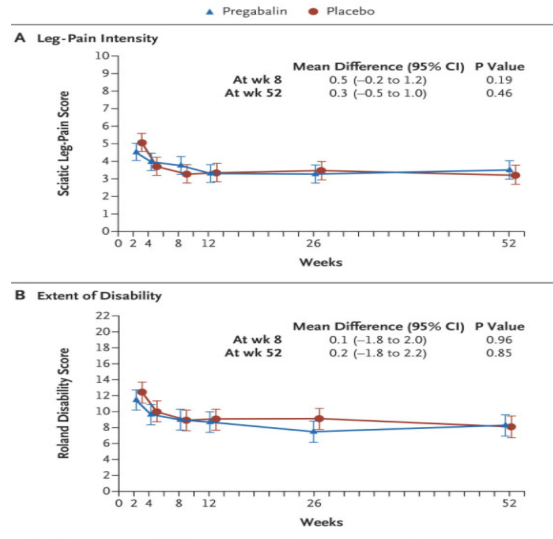 Pregabalin Placebo
A Leg-Pain Intensity
Mean Difference (95% CI) P Value
At wk 8 0.5 (–0.2 to 1.2) 0.19
At wk 52 0.3 (–0.5 to 1.0) 0.46
Sciatic Leg-Pain Score
10
9
8
7
6
5
4
3
2
1
0
0 2 4 8 12 26 52
Weeks
B Extent of Disability
Mean Difference (95% CI) P Value
At wk 8 0.1 (–1.8 to 2.0) 0.96
At wk 52 0.2 (–1.8 to 2.2) 0.85
Roland Disability Score
22
20
18
16
14
12
10
8
6
4
2
0
0 2 4 8 12 26 52
Weeks